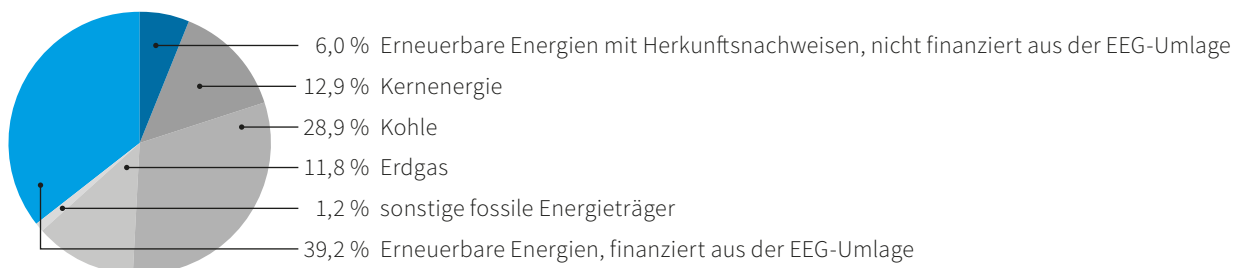 6,0 % Erneuerbare Energien mit Herkunftsnachweisen, nicht finanziert aus der EEG-Umlage
12,9 % Kernenergie
28,9 % Kohle
11,8 % Erdgas
1,2 % sonstige fossile Energieträger
39,2 % Erneuerbare Energien, finanziert aus der EEG-Umlage